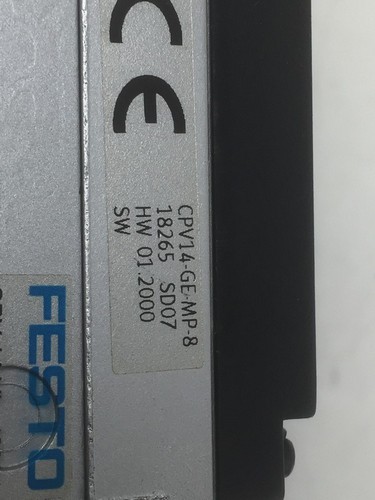 CE
CPV14-GE-MP-8
18265 SD07
HW 01.2000
SW
FESTO